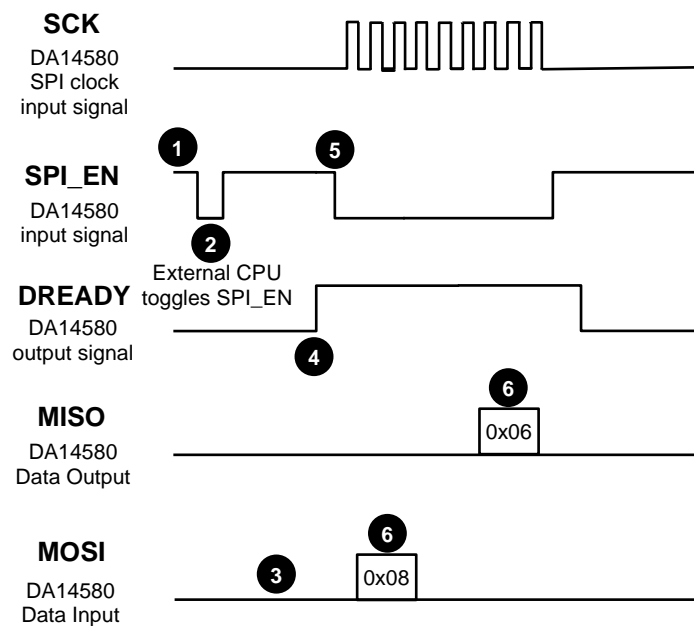 SCK
DA14580
SPI clock
input signal
1
5
SPI_EN
DA14580
input signal
2
External CPU
toggles SPI_EN
DREADY
DA14580
output signal
4
MISO
6
0x06
DA14580
Data Output
MOSI
6
0x08
3
DA14580
Data Input